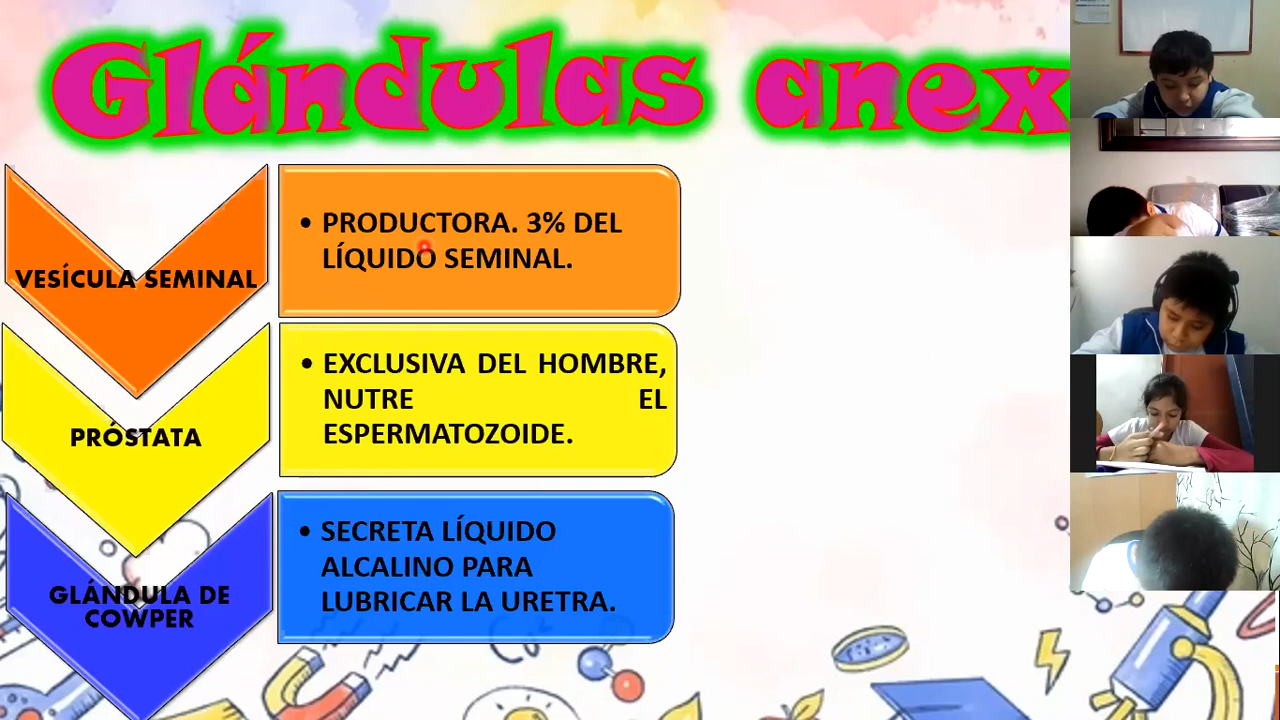 Glándulas anex
VESÍCULA SEMINAL
• PRODUCTORA. 3% DEL
LÍQUIDO SEMINAL.
PRÓSTATA
• EXCLUSIVA DEL HOMBRE,
NUTRE EL
ESPERMATOZOIDE.
GLÁNDULA DE
COWPER
• SECRETA LÍQUIDO
ALCALINO PARA
LUBRICAR LA URETRA.